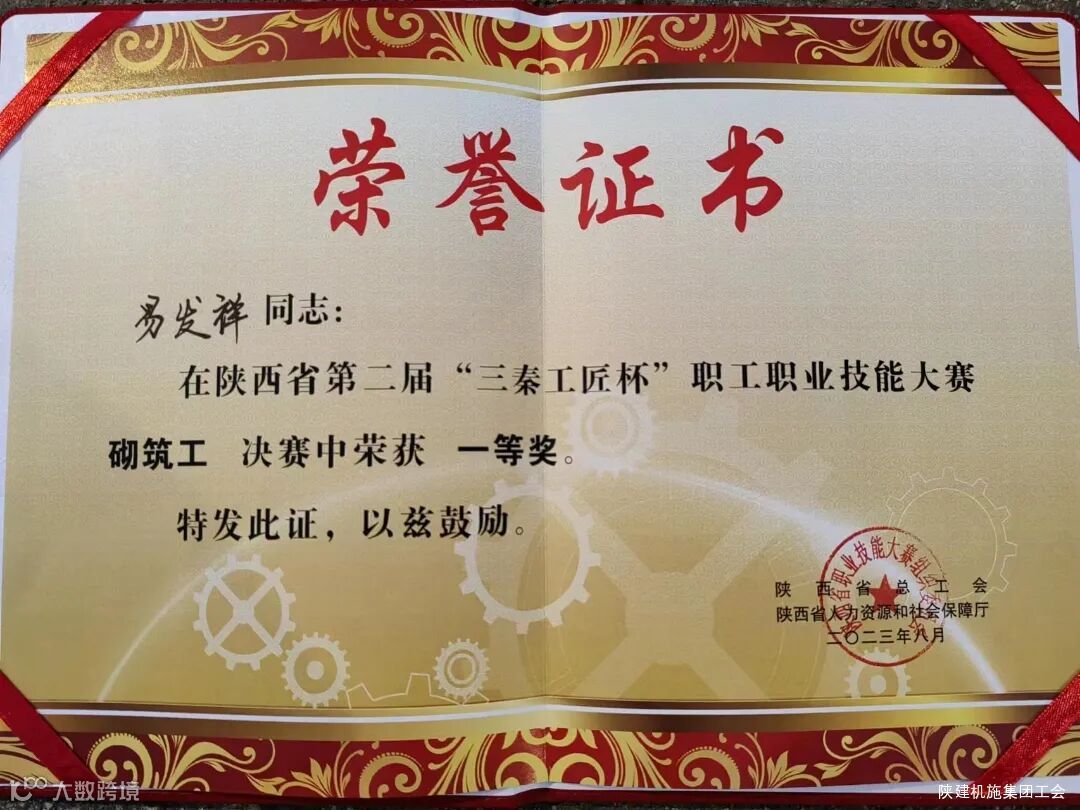 荣誉证书
易发祥 同志：
在陕西省第二届“三秦工匠杯”职工职业技能大赛
砌筑工 决赛中荣获 一等奖。
特发此证，以兹鼓励。
陕西省总工会
陕西省人力资源和社会保障厅
二〇二三年八月
大数跨境
陕建机施集团工会